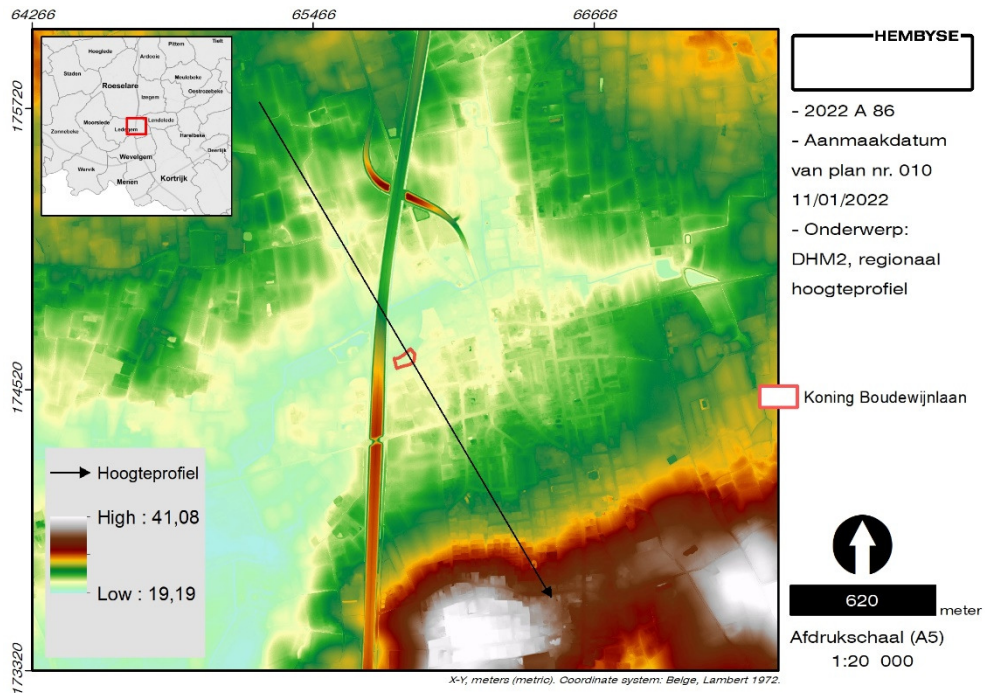 64266
65466
66666
175720
174520
173320
Tielt
Pitten
Hooglede
Ardooie
Staden
Meulebeke
Roeselare
Oostrozebeke
Izegem
Moorslede
Lendelede
Ledegem
Zonnebeke
Harelbeke
Deerlijk
Wevelgem
Wervik
Kortrijk
Menen
HEMBYSE
- 2022 A 86
- Aanmaakdatum
van plan nr. 010
11/01/2022
- Onderwerp:
DHM2, regionaal
hoogteprofiel
Koning Boudewijnlaan
Hoogteprofiel
High : 41,08
Low : 19,19
620
meter
Afdrukschaal (A5)
1:20 000
X-Y, meters (metric). Coordinate system: Belge, Lambert 1972.